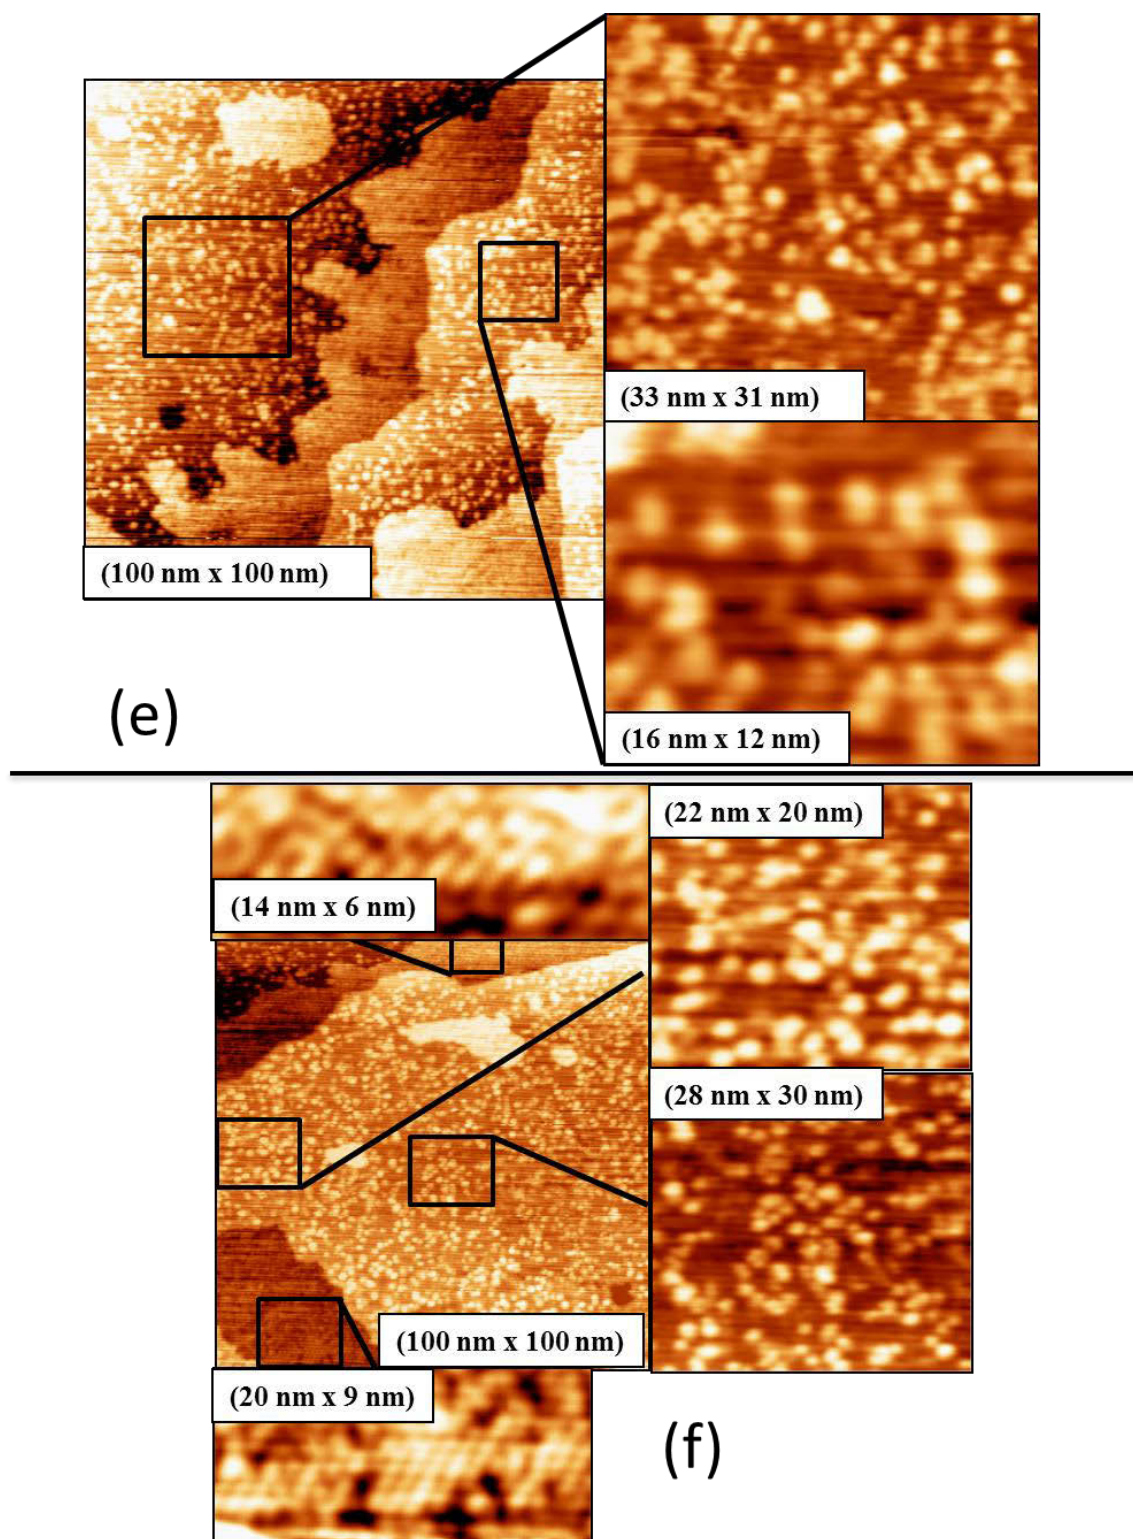 (33 nm x 31 nm)
(100 nm x 100 nm)
(16 nm x 12 nm)
(e)
(22 nm x 20 nm)
(14 nm x 6 nm)
(28 nm x 30 nm)
(100 nm x 100 nm)
(20 nm x 9 nm)
(f)